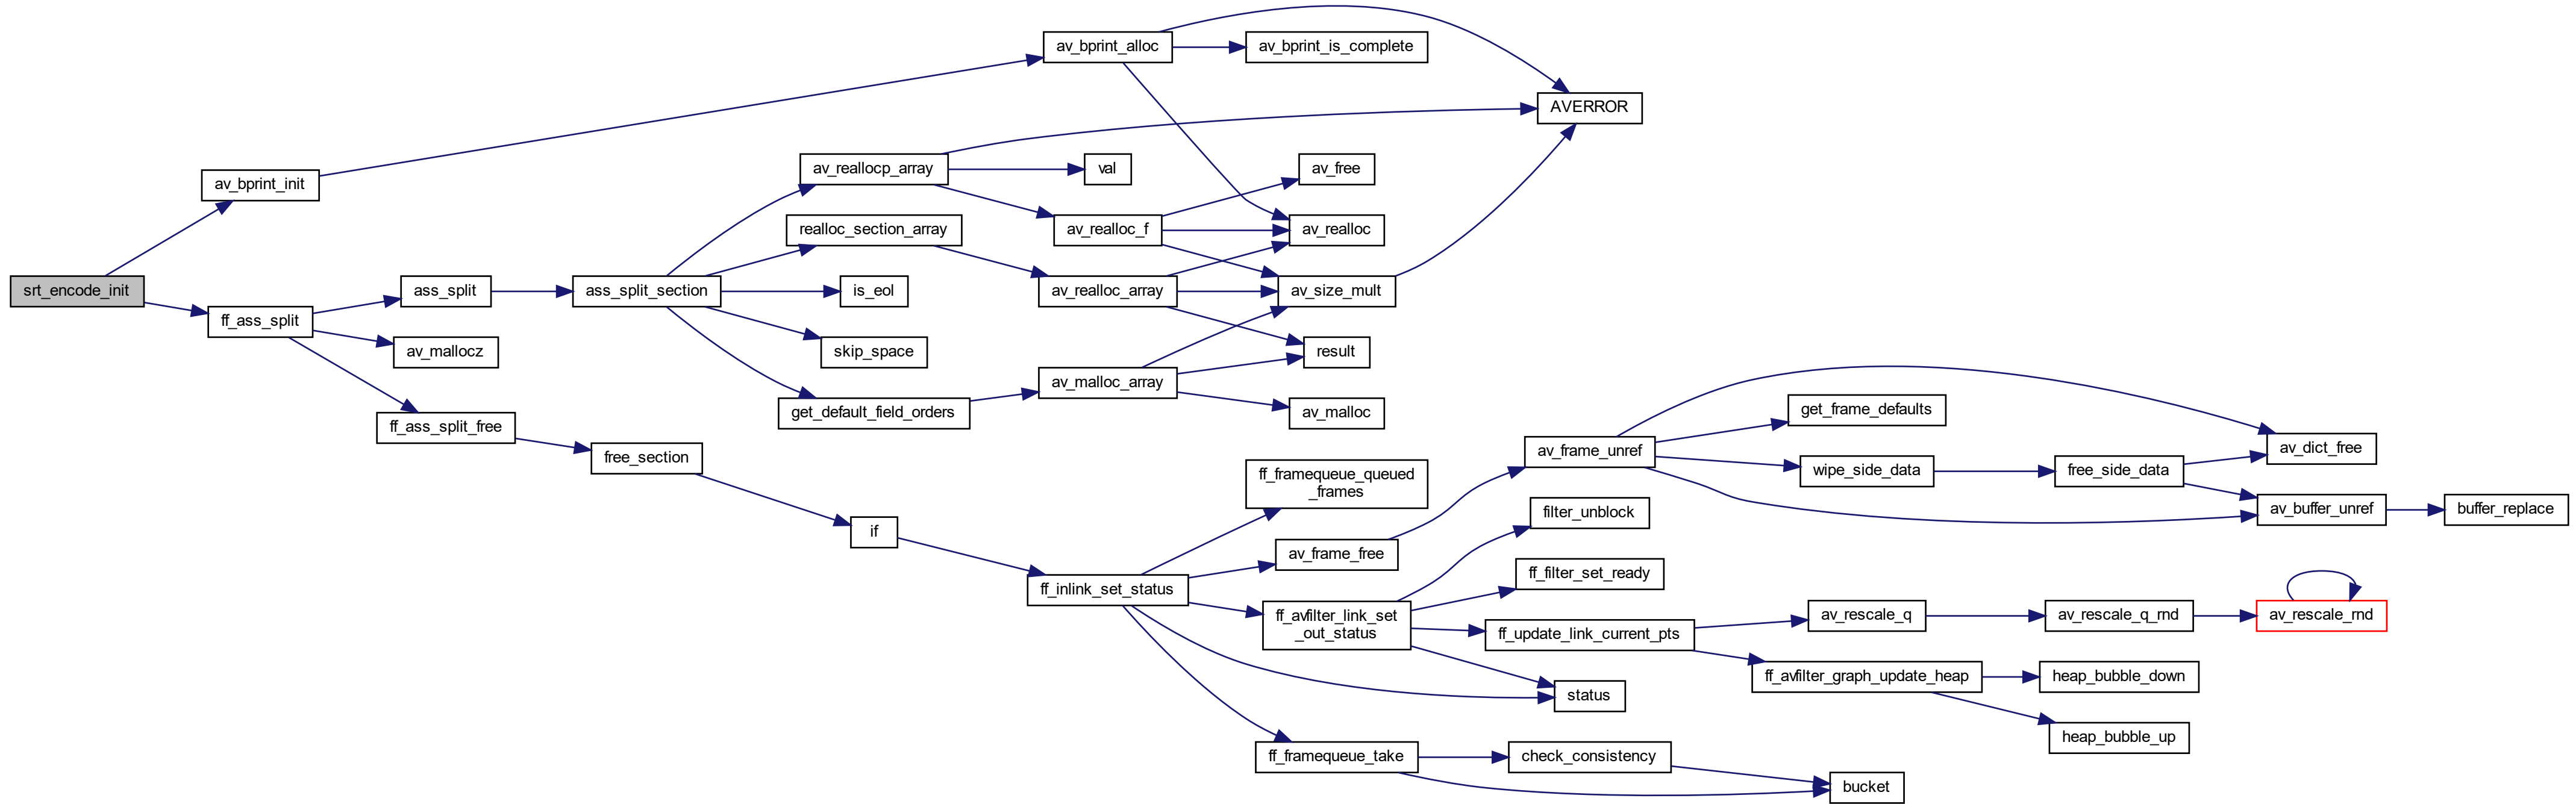 srt_encode_init
av_bprint_init
ff_ass_split
ass_split
av_mallocz
ff_ass_split_free
ass_split_section
free_section
av_reallocp_array
realloc_section_array
is_eol
skip_space
get_default_field_orders
if
av_bprint_alloc
val
av_realloc_f
av_realloc_array
av_malloc_array
ff_inlink_set_status
av_bprint_is_complete
av_free
av_realloc
av_size_mult
result
av_malloc
ff_framequeue_queued
_frames
av_frame_free
ff_avfilter_link_set
_out_status
ff_framequeue_take
AVERROR
av_frame_unref
filter_unblock
ff_filter_set_ready
ff_update_link_current_pts
status
check_consistency
get_frame_defaults
wipe_side_data
av_rescale_q
ff_avfilter_graph_update_heap
bucket
free_side_data
av_rescale_q_rnd
heap_bubble_down
heap_bubble_up
av_dict_free
av_buffer_unref
av_rescale_rnd
buffer_replace